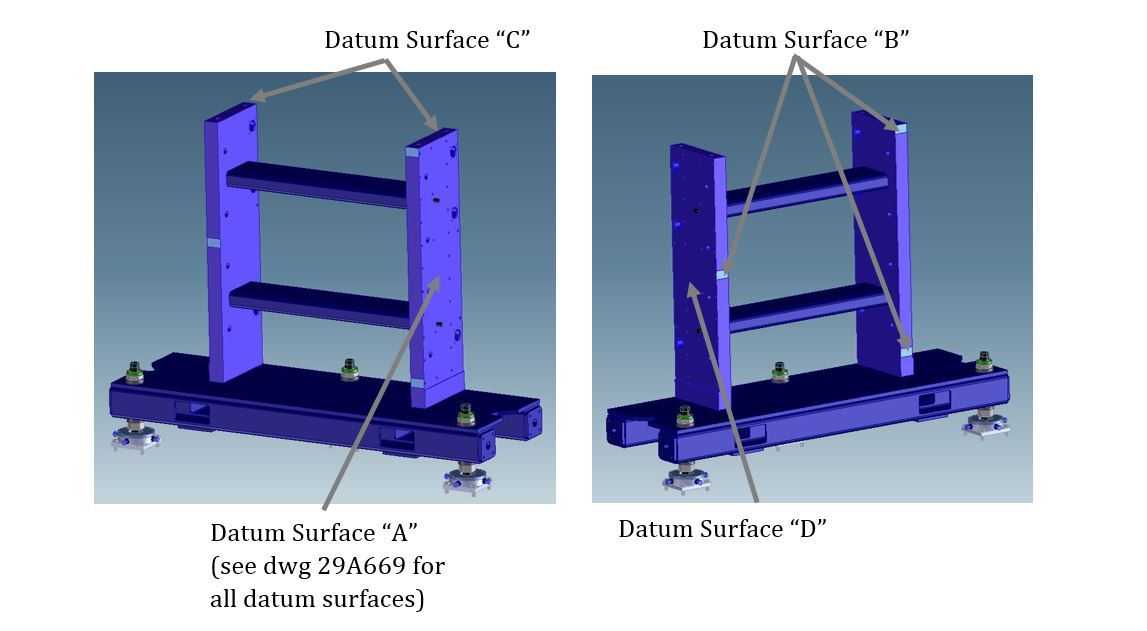 Datum Surface “C”
Datum Surface “B”
Datum Surface “A”
(see dwg 29A669 for
all datum surfaces)
Datum Surface “D”